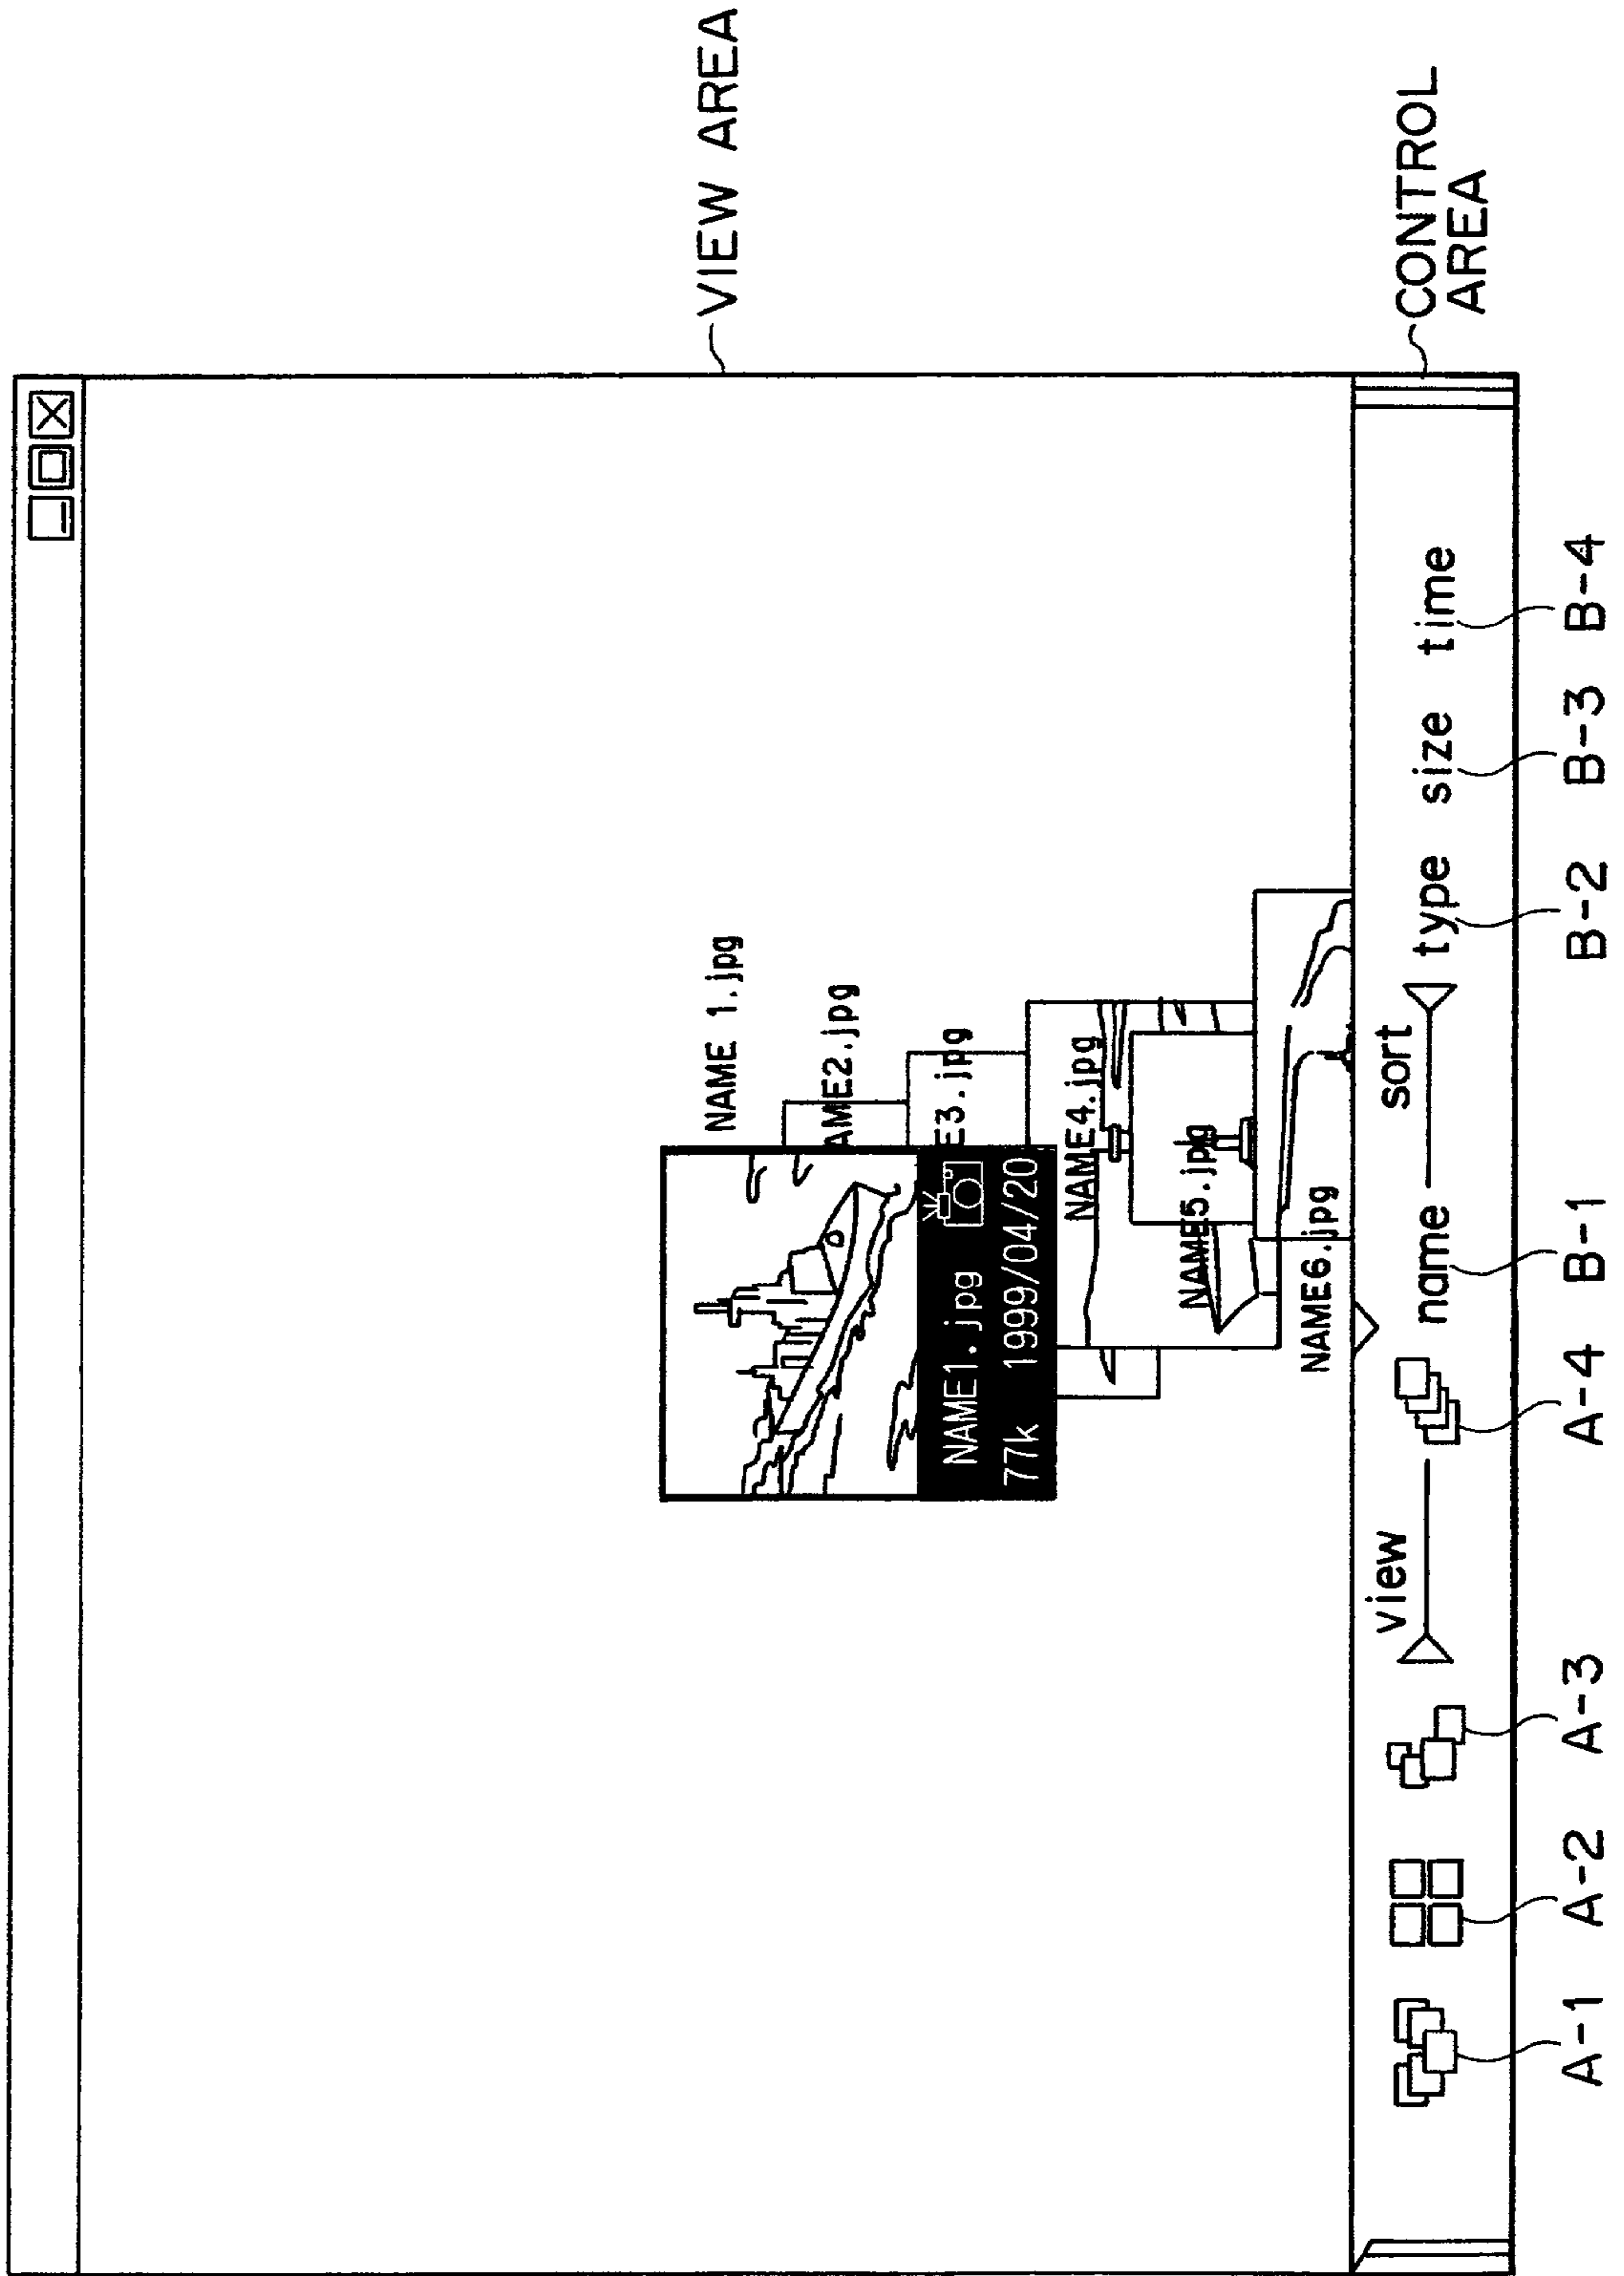 VIEW AREA
NAME 1.jpg
AME2.jpg
E3.jpg
NAME1.jpg
77k 1999/04/20
NAME4.jpg
NAME5.jpg
NAME6.jpg
CONTROL
AREA
view
sort
name
type
size
time
A-1
A-2
A-3
A-4
B-1
B-2
B-3
B-4